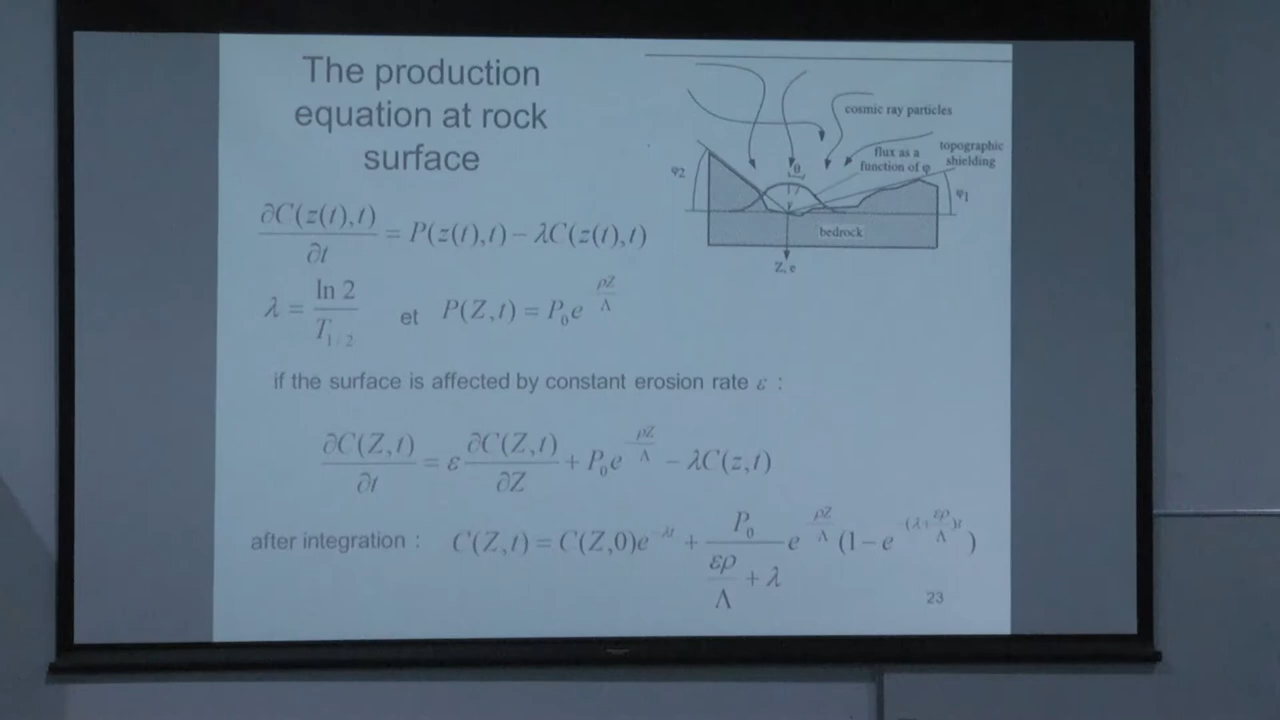 The production
equation at rock
surface
cosmic ray particles
flux as a
function of φ
topographic
shielding
φ2
θ
φ1
bedrock
Z, e
∂C(z(t),t)/∂t = P(z(t),t) − λC(z(t),t)
λ = ln 2/T1/2 et P(Z,t) = P0e^(ρZ/Λ)
if the surface is affected by constant erosion rate ε :
∂C(Z,t)/∂t = ε ∂C(Z,t)/∂Z + P0e^(ρZ/Λ) − λC(z,t)
after integration : C(Z,t) = C(Z,0)e^(λt) + P0/(ερ/Λ + λ) e^(ρZ/Λ) (1 − e^((λ+ερ/Λ)t))
23